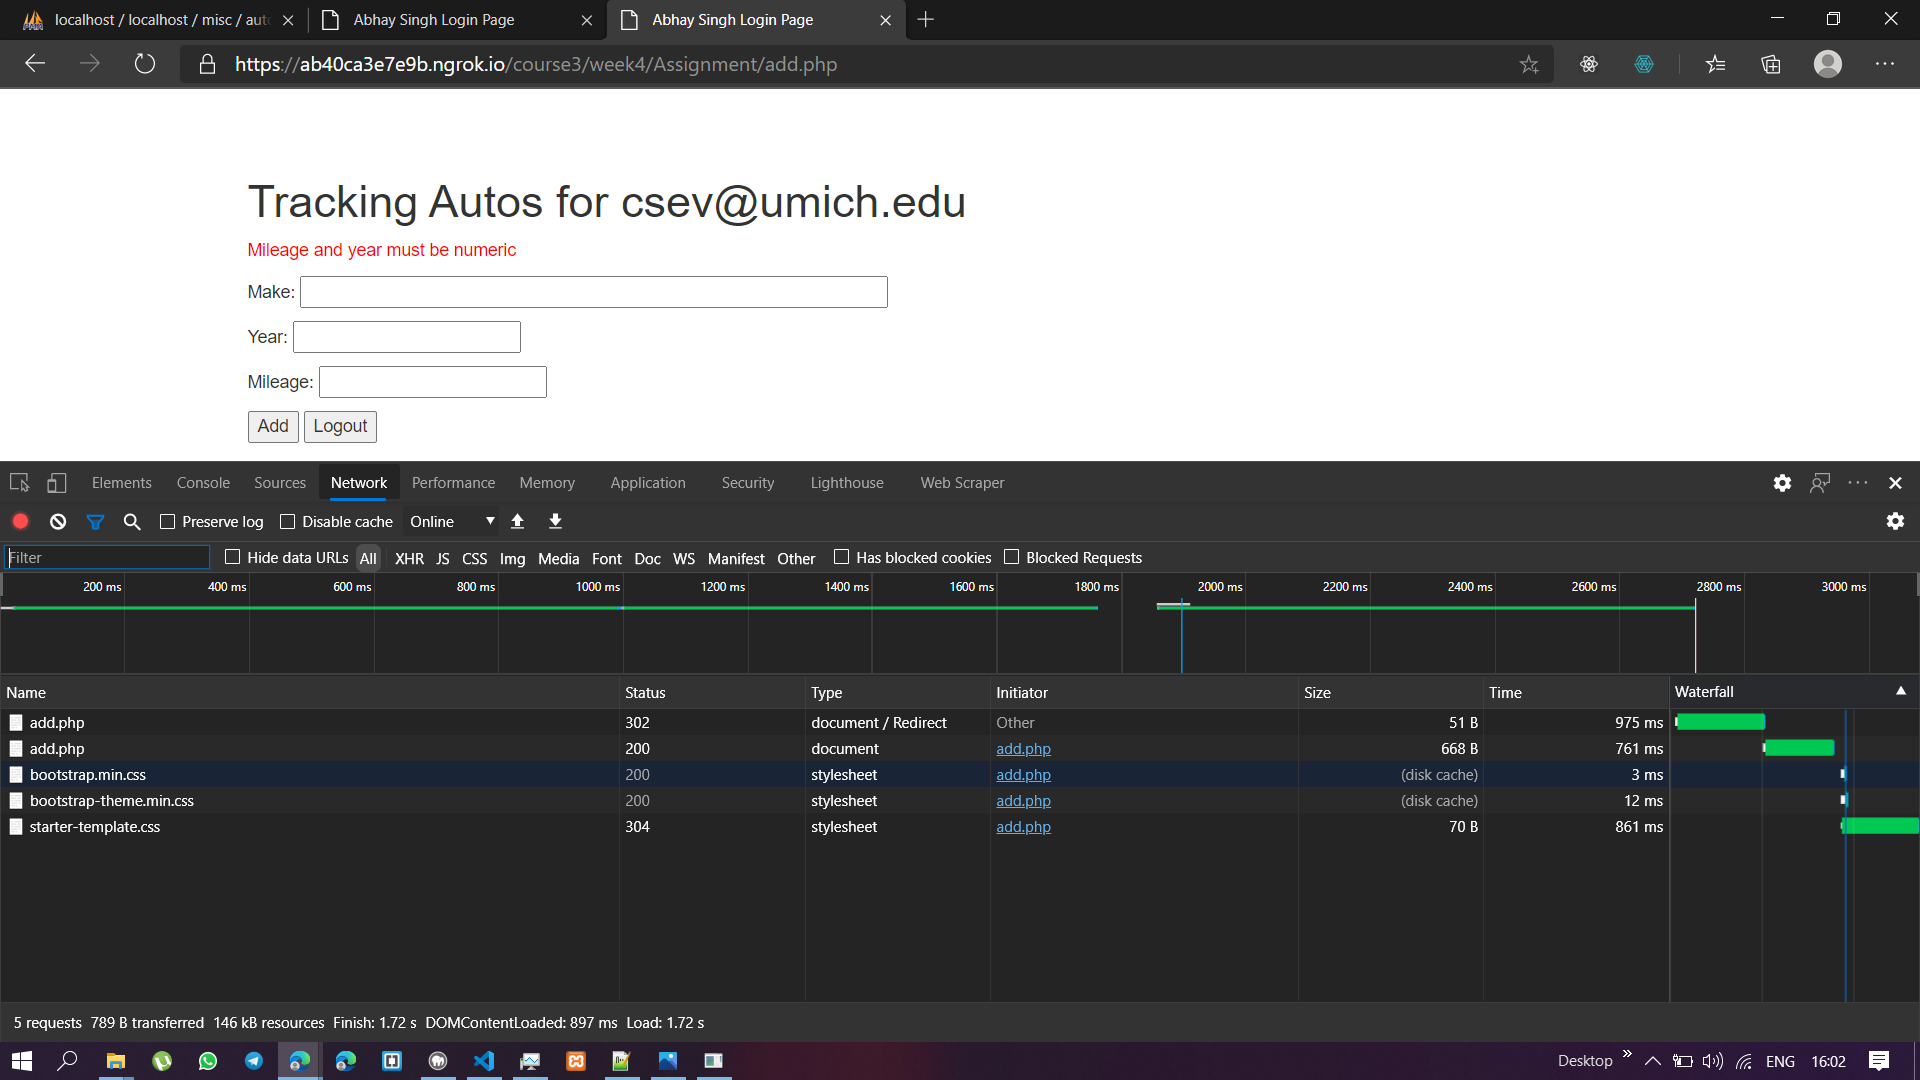 localhost / localhost / misc / auto
Abhay Singh Login Page
Abhay Singh Login Page
https://ab40ca3e7e9b.ngrok.io/course3/week4/Assignment/add.php
Tracking Autos for csev@umich.edu
Mileage and year must be numeric
Make:
Year:
Mileage:
Add Logout
Elements Console Sources Network Performance Memory Application Security Lighthouse Web Scraper
Preserve log Disable cache Online
Filter Hide data URLs All XHR JS CSS Img Media Font Doc WS Manifest Other Has blocked cookies Blocked Requests
200 ms 400 ms 600 ms 800 ms 1000 ms 1200 ms 1400 ms 1600 ms 1800 ms 2000 ms 2200 ms 2400 ms 2600 ms 2800 ms 3000 ms
Name Status Type Initiator Size Time Waterfall
add.php 302 document / Redirect Other 51 B 975 ms
add.php 200 document add.php 668 B 761 ms
bootstrap.min.css 200 stylesheet add.php (disk cache) 3 ms
bootstrap-theme.min.css 200 stylesheet add.php (disk cache) 12 ms
starter-template.css 304 stylesheet add.php 70 B 861 ms
5 requests 789 B transferred 146 kB resources Finish: 1.72 s DOMContentLoaded: 897 ms Load: 1.72 s
Desktop » ENG 16:02